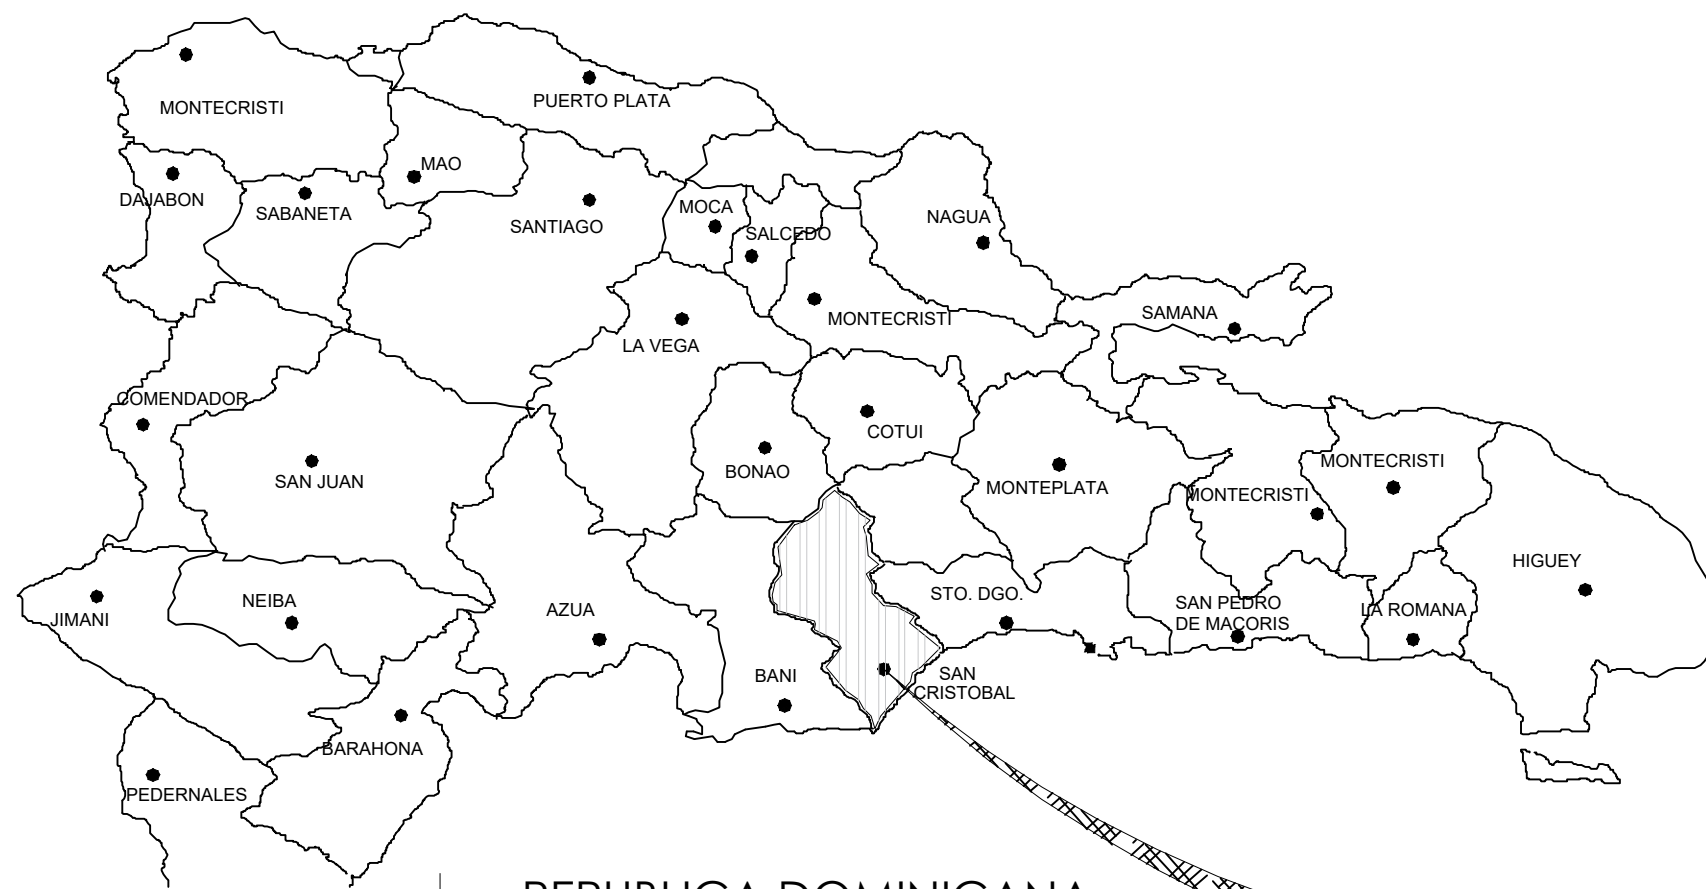 MONTECRISTI
PUERTO PLATA
MAO
DAJABON
SABANETA
SANTIAGO
MOCA
SALCEDO
NAGUA
MONTECRISTI
SAMANA
LA VEGA
COMENDADOR
COTUI
BONAO
SAN JUAN
MONTEPLATA
MONTECRISTI
MONTECRISTI
HIGUEY
JIMANI
NEIBA
AZUA
STO. DGO.
SAN PEDRO
DE MACORIS
LA ROMANA
BANI
SAN
CRISTOBAL
BARAHONA
PEDERNALES
REPUBLICA DOMINICANA